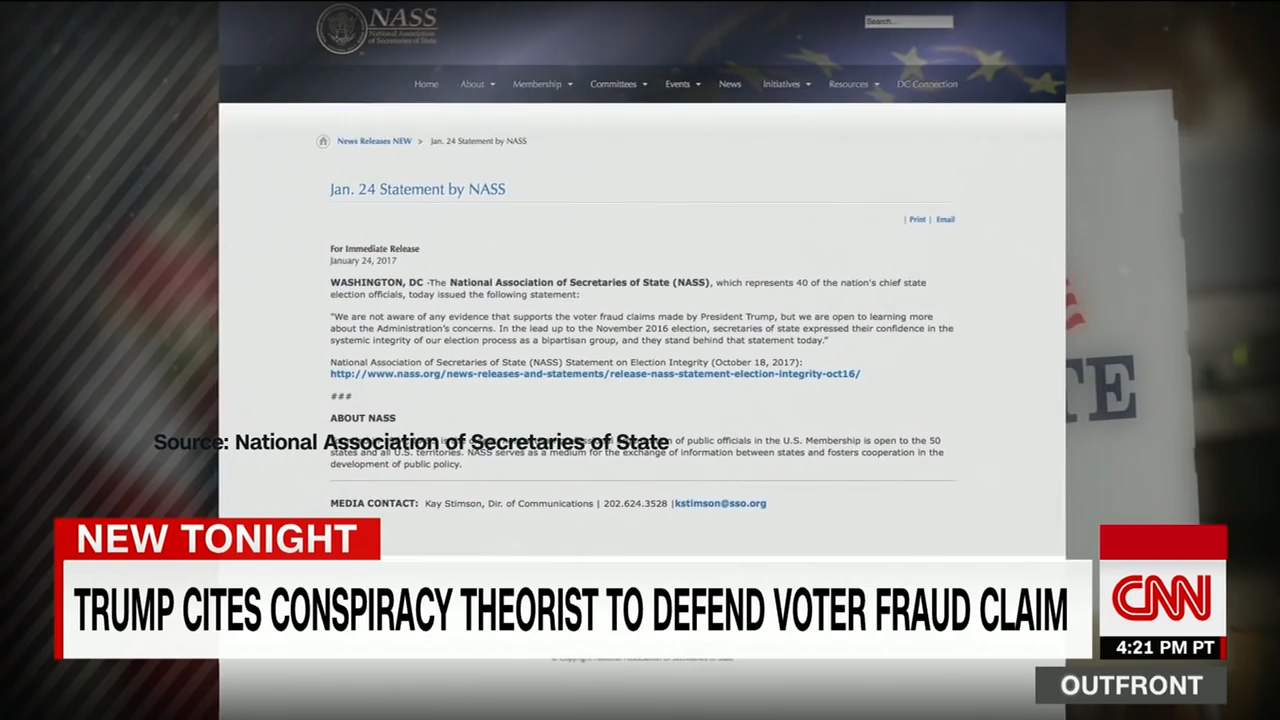 NASS
National Association
of Secretaries of State
Search...
Home About Membership Committees Events News Initiatives Resources DC Connection
News Releases NEW > Jan. 24 Statement by NASS
Jan. 24 Statement by NASS
| Print | Email
For Immediate Release
January 24, 2017
WASHINGTON, DC -The National Association of Secretaries of State (NASS), which represents 40 of the nation's chief state
election officials, today issued the following statement:
"We are not aware of any evidence that supports the voter fraud claims made by President Trump, but we are open to learning more
about the Administration's concerns. In the lead up to the November 2016 election, secretaries of state expressed their confidence in the
systemic integrity of our election process as a bipartisan group, and they stand behind that statement today."
National Association of Secretaries of State (NASS) Statement on Election Integrity (October 18, 2017):
http://www.nass.org/news-releases-and-statements/release-nass-statement-election-integrity-oct16/
###
ABOUT NASS
Source: National Association of Secretaries of State
of public officials in the U.S. Membership is open to the 50
states and all U.S. territories. NASS serves as a medium for the exchange of information between states and fosters cooperation in the
development of public policy.
MEDIA CONTACT: Kay Stimson, Dir. of Communications | 202.624.3528 |kstimson@sso.org
TE
NEW TONIGHT
TRUMP CITES CONSPIRACY THEORIST TO DEFEND VOTER FRAUD CLAIM
CNN
4:21 PM PT
OUTFRONT